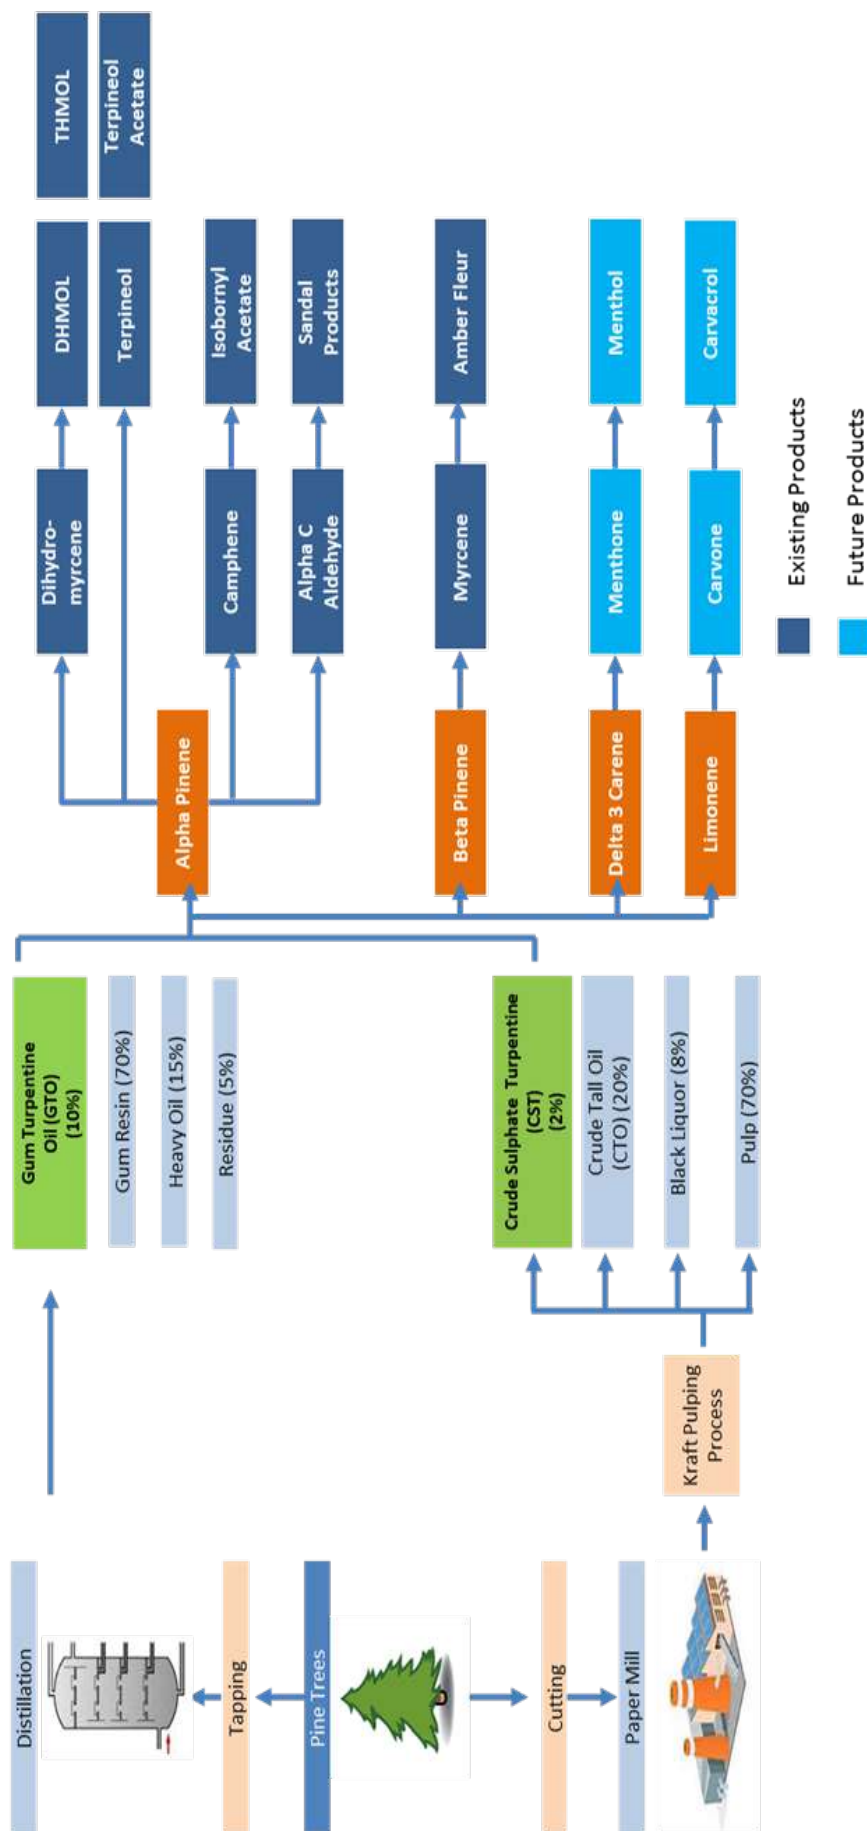 Distillation
Tapping
Pine Trees
Cutting
Paper Mill
Kraft Pulping
Process
Gum Turpentine
Oil (GTO)
(10%)
Gum Resin (70%)
Heavy Oil (15%)
Residue (5%)
Crude Sulphate Turpentine
(CST)
(2%)
Crude Tall Oil
(CTO) (20%)
Black Liquor (8%)
Pulp (70%)
Alpha Pinene
Beta Pinene
Delta 3 Carene
Limonene
Dihydro-
myrcene
Camphene
Alpha C
Aldehyde
Myrcene
Menthone
Carvone
DHMOL
Terpineol
Isobornyl
Acetate
Sandal
Products
Amber Fleur
Menthol
Carvacrol
THMOL
Terpineol
Acetate
Existing Products
Future Products